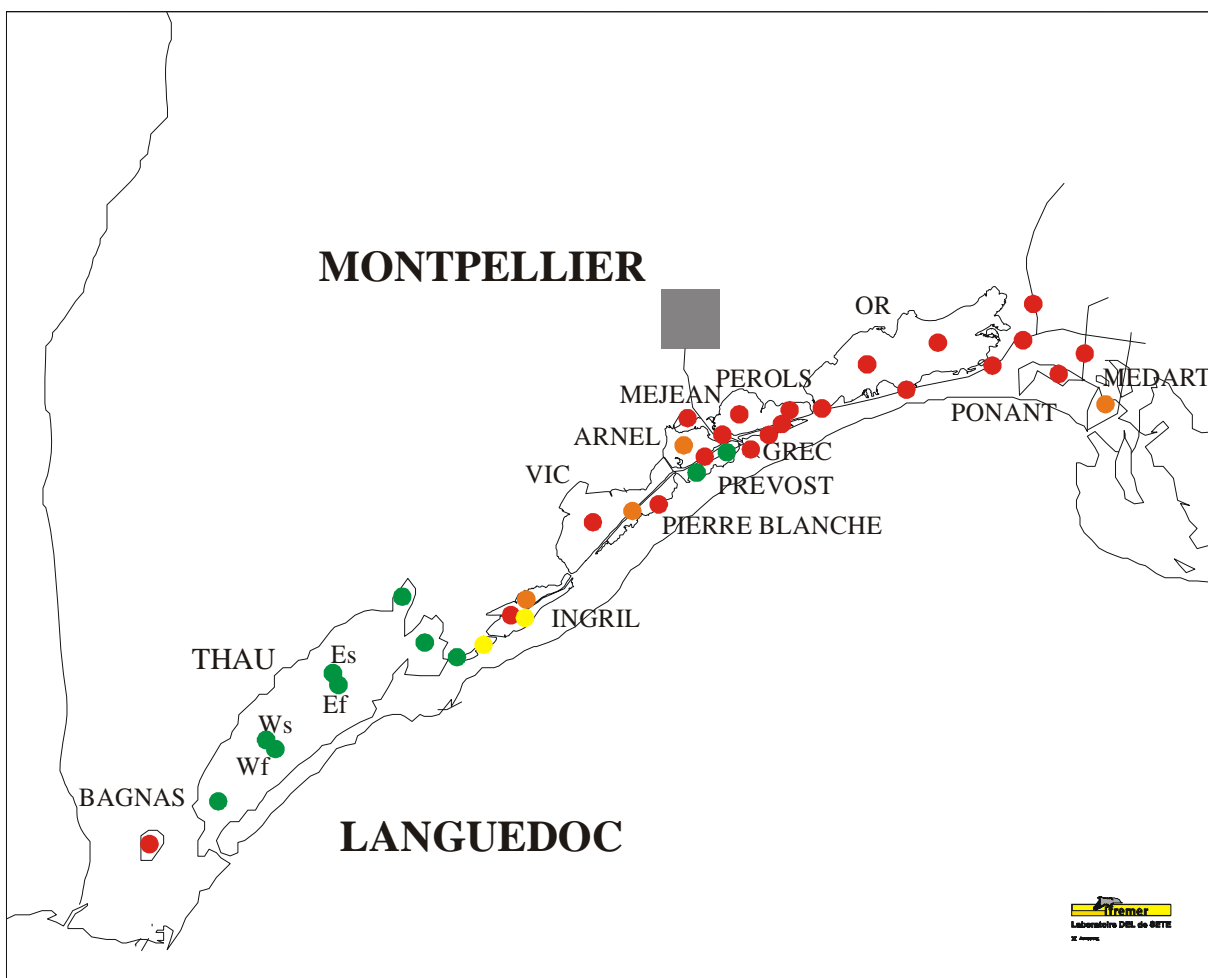 MONTPELLIER
OR
PEROLS
MEJEAN
MEDART
PONANT
ARNEL
GREC
VIC
PREVOST
PIERRE BLANCHE
INGRIL
THAU
Es
Ef
Ws
Wf
BAGNAS
LANGUEDOC
ifremer
Laboratoire DEL de SETE